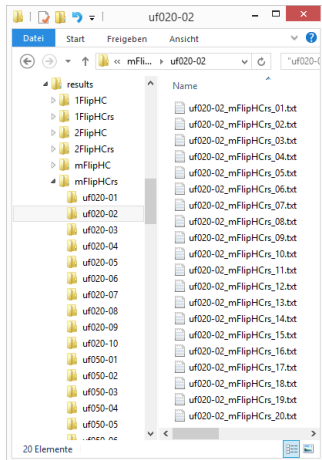 uf020-02
Datei Start Freigeben Ansicht
« mFli... ▸ uf020-02
"uf020-0
results
1FlipHC
1FlipHCrs
2FlipHC
2FlipHCrs
mFlipHC
mFlipHCrs
uf020-01
uf020-02
uf020-03
uf020-04
uf020-05
uf020-06
uf020-07
uf020-08
uf020-09
uf020-10
uf050-01
uf050-02
uf050-03
uf050-04
uf050-05
uf050-06
Name
uf020-02_mFlipHCrs_01.txt
uf020-02_mFlipHCrs_02.txt
uf020-02_mFlipHCrs_03.txt
uf020-02_mFlipHCrs_04.txt
uf020-02_mFlipHCrs_05.txt
uf020-02_mFlipHCrs_06.txt
uf020-02_mFlipHCrs_07.txt
uf020-02_mFlipHCrs_08.txt
uf020-02_mFlipHCrs_09.txt
uf020-02_mFlipHCrs_10.txt
uf020-02_mFlipHCrs_11.txt
uf020-02_mFlipHCrs_12.txt
uf020-02_mFlipHCrs_13.txt
uf020-02_mFlipHCrs_14.txt
uf020-02_mFlipHCrs_15.txt
uf020-02_mFlipHCrs_16.txt
uf020-02_mFlipHCrs_17.txt
uf020-02_mFlipHCrs_18.txt
uf020-02_mFlipHCrs_19.txt
uf020-02_mFlipHCrs_20.txt
20 Elemente